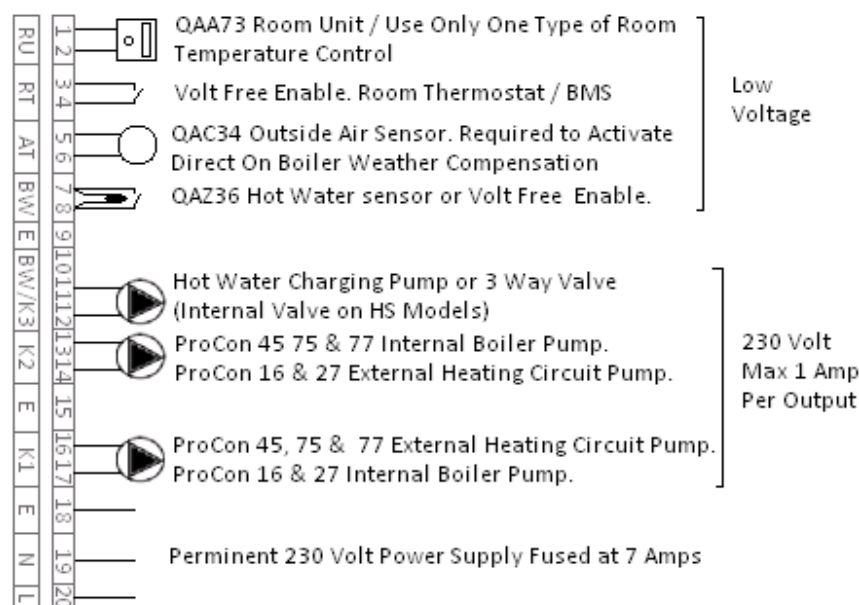 RU
1
2
QAA73 Room Unit / Use Only One Type of Room
Temperature Control
RT
3
4
Volt Free Enable. Room Thermostat / BMS
Low
Voltage
AT
5
6
QAC34 Outside Air Sensor. Required to Activate
Direct On Boiler Weather Compensation
BW
7
8
QAZ36 Hot Water sensor or Volt Free Enable.
E
9
BW/K3
10
11
12
Hot Water Charging Pump or 3 Way Valve
(Internal Valve on HS Models)
K2
13
14
ProCon 45 75 & 77 Internal Boiler Pump.
ProCon 16 & 27 External Heating Circuit Pump.
230 Volt
Max 1 Amp
Per Output
E
15
K1
16
17
ProCon 45, 75 & 77 External Heating Circuit Pump.
ProCon 16 & 27 Internal Boiler Pump.
E
18
N
19
Perminent 230 Volt Power Supply Fused at 7 Amps
L
20